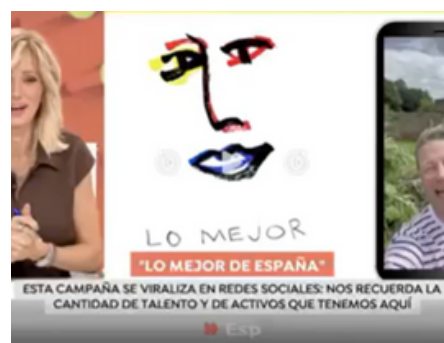 LO MEJOR
"LO MEJOR DE ESPAÑA"
ESTA CAMPAÑA SE VIRALIZA EN REDES SOCIALES: NOS RECUERDA LA
CANTIDAD DE TALENTO Y DE ACTIVOS QUE TENEMOS AQUÍ
Esp